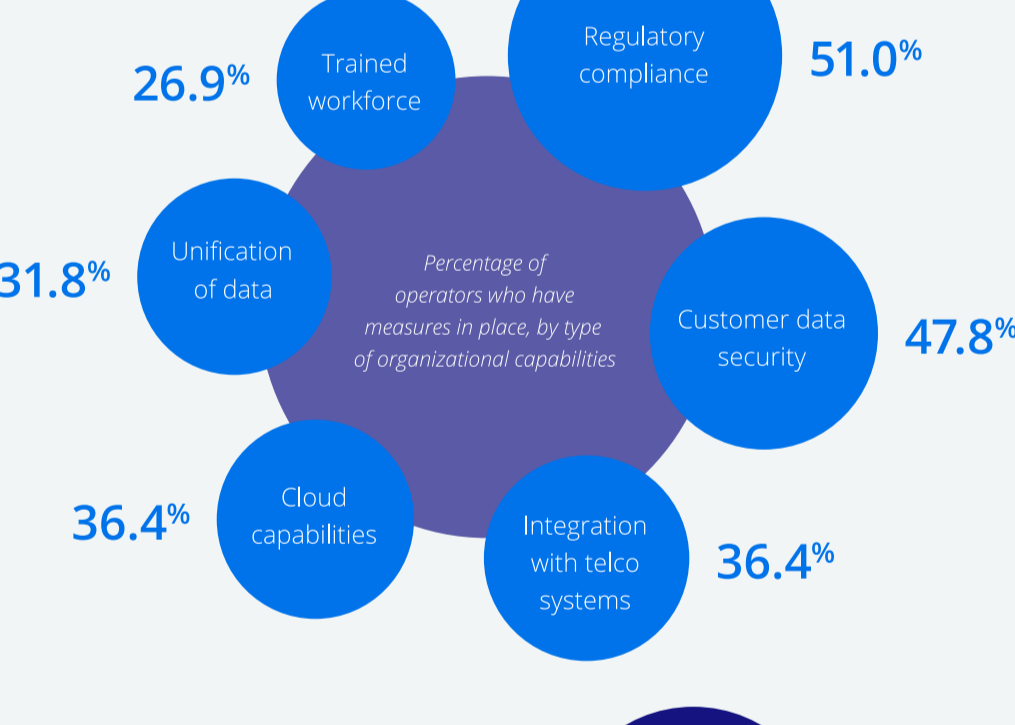 Regulatory
compliance
51.0%
Trained
workforce
26.9%
Unification
of data
31.8%
Percentage of
operators who have
measures in place, by type
of organizational capabilities
Customer data
security
47.8%
Cloud
capabilities
36.4%
Integration
with telco
systems
36.4%